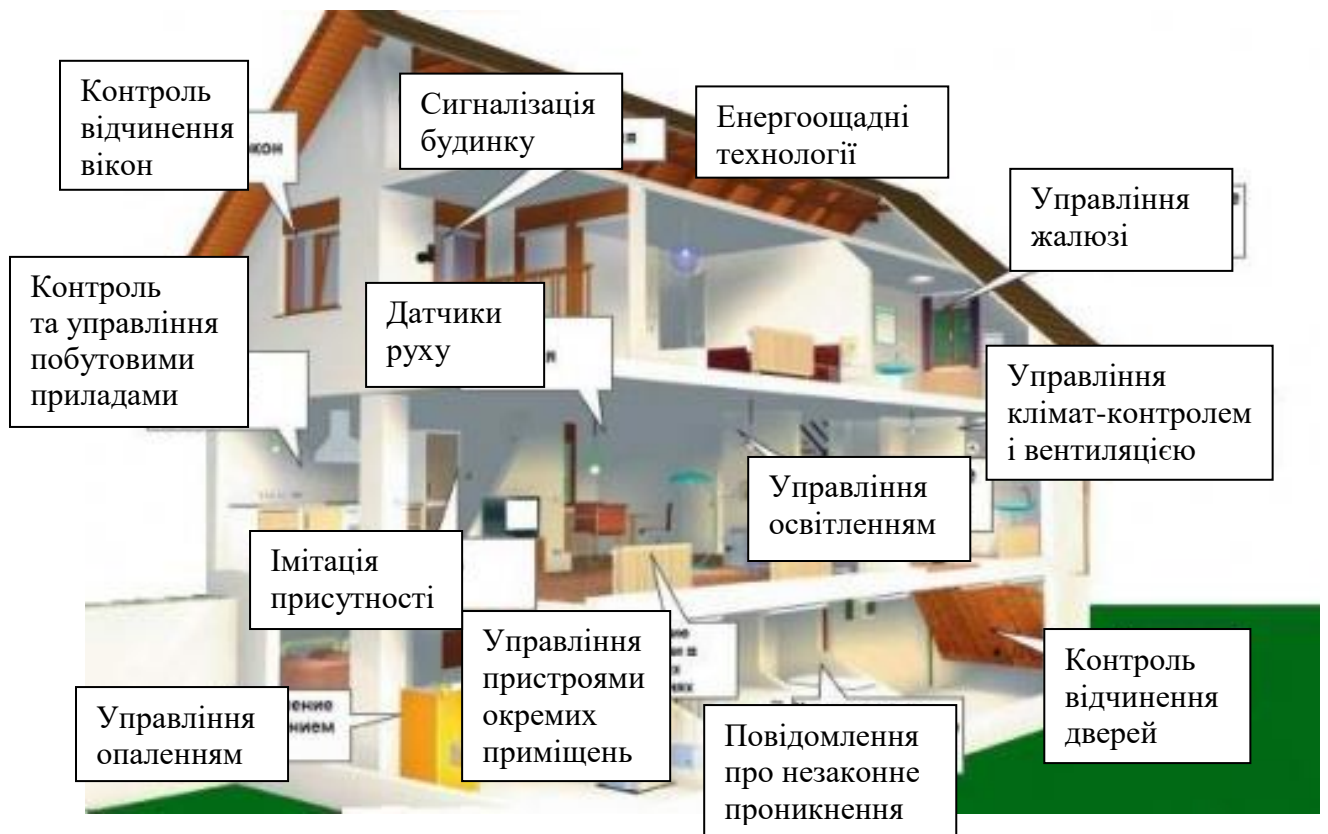 Контроль
відчинення
вікон
Сигналізація
будинку
Енергоощадні
технології
Управління
жалюзі
Контроль
та управління
побутовими
приладами
Датчики
руху
Управління
клімат-контролем
і вентиляцією
Управління
освітленням
Імітація
присутності
Управління
пристроями
окремих
приміщень
Контроль
відчинення
дверей
Управління
опаленням
Повідомлення
про незаконне
проникнення